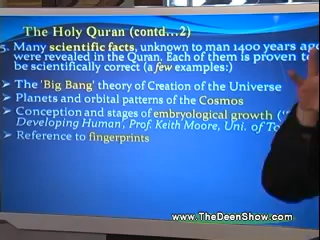 The Holy Quran (contd...2)
5. Many scientific facts, unknown to man 1400 years ago
were revealed in the Quran. Each of them is proven to
be scientifically correct (a few examples:)
➢ The 'Big Bang' theory of Creation of the Universe
➢ Planets and orbital patterns of the Cosmos
➢ Conception and stages of embryological growth (
Developing Human', Prof. Keith Moore, Uni. of
➢ Reference to fingerprints
www.TheDeenShow.com